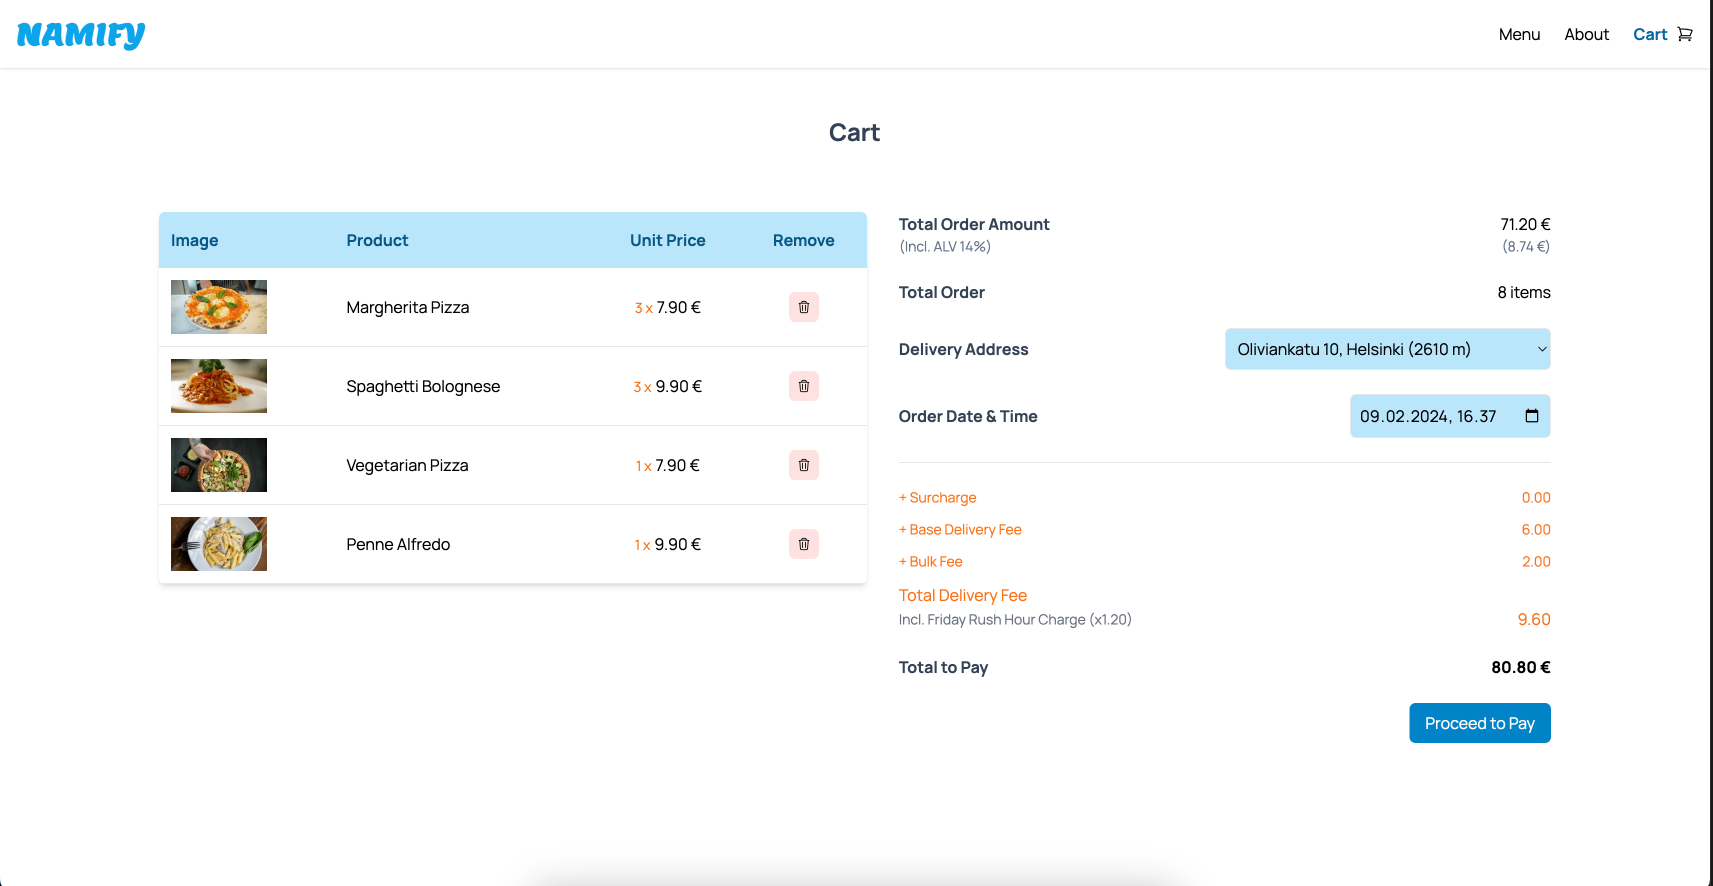 NAMIFY
Menu About Cart
Cart
Image Product Unit Price Remove
Margherita Pizza 3 x 7.90 €
Spaghetti Bolognese 3 x 9.90 €
Vegetarian Pizza 1 x 7.90 €
Penne Alfredo 1 x 9.90 €
Total Order Amount 71.20 €
(Incl. ALV 14%) (8.74 €)
Total Order 8 items
Delivery Address Oliviankatu 10, Helsinki (2610 m)
Order Date & Time 09.02.2024, 16.37
+ Surcharge 0.00
+ Base Delivery Fee 6.00
+ Bulk Fee 2.00
Total Delivery Fee
Incl. Friday Rush Hour Charge (x1.20) 9.60
Total to Pay 80.80 €
Proceed to Pay